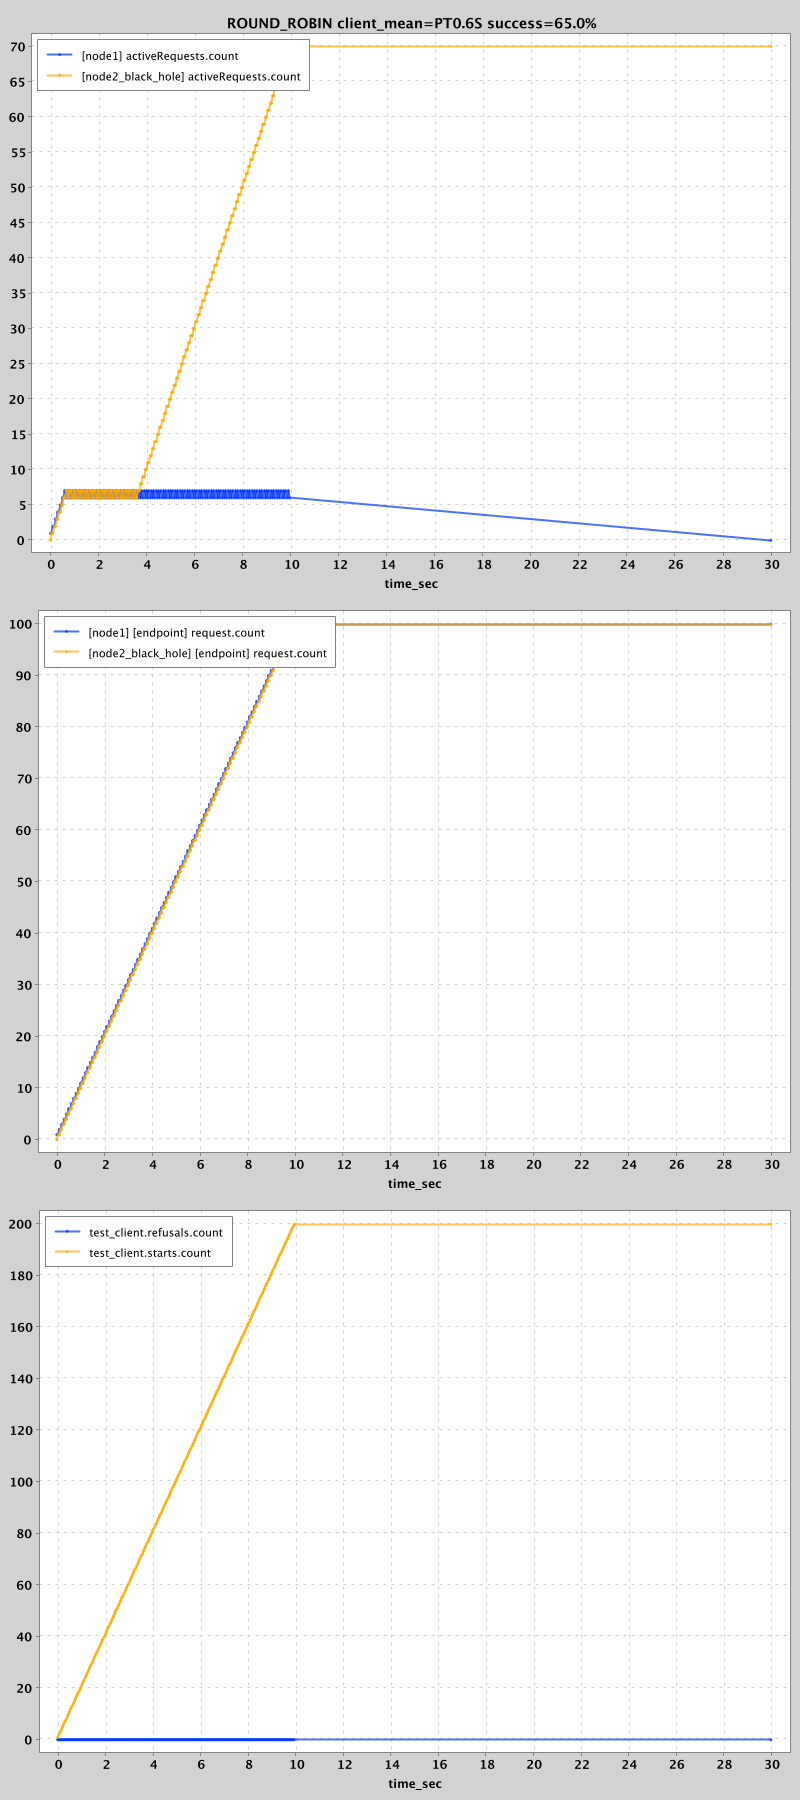 ROUND_ROBIN client_mean=PT0.6S success=65.0%
[node1] activeRequests.count
[node2_black_hole] activeRequests.count
70
65
60
55
50
45
40
35
30
25
20
15
10
5
0
0 2 4 6 8 10 12 14 16 18 20 22 24 26 28 30
time_sec
[node1] [endpoint] request.count
[node2_black_hole] [endpoint] request.count
100
90
80
70
60
50
40
30
20
10
0
0 2 4 6 8 10 12 14 16 18 20 22 24 26 28 30
time_sec
test_client.refusals.count
test_client.starts.count
200
180
160
140
120
100
80
60
40
20
0
0 2 4 6 8 10 12 14 16 18 20 22 24 26 28 30
time_sec